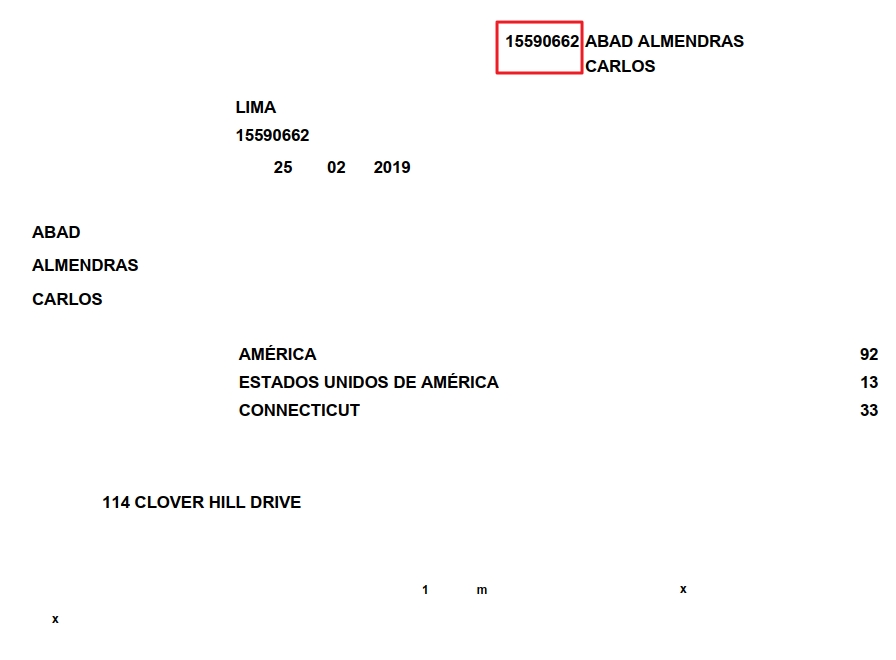 15590662 ABAD ALMENDRAS
CARLOS
LIMA
15590662
25 02 2019
ABAD
ALMENDRAS
CARLOS
AMÉRICA 92
ESTADOS UNIDOS DE AMÉRICA 13
CONNECTICUT 33
114 CLOVER HILL DRIVE
1 m x
x